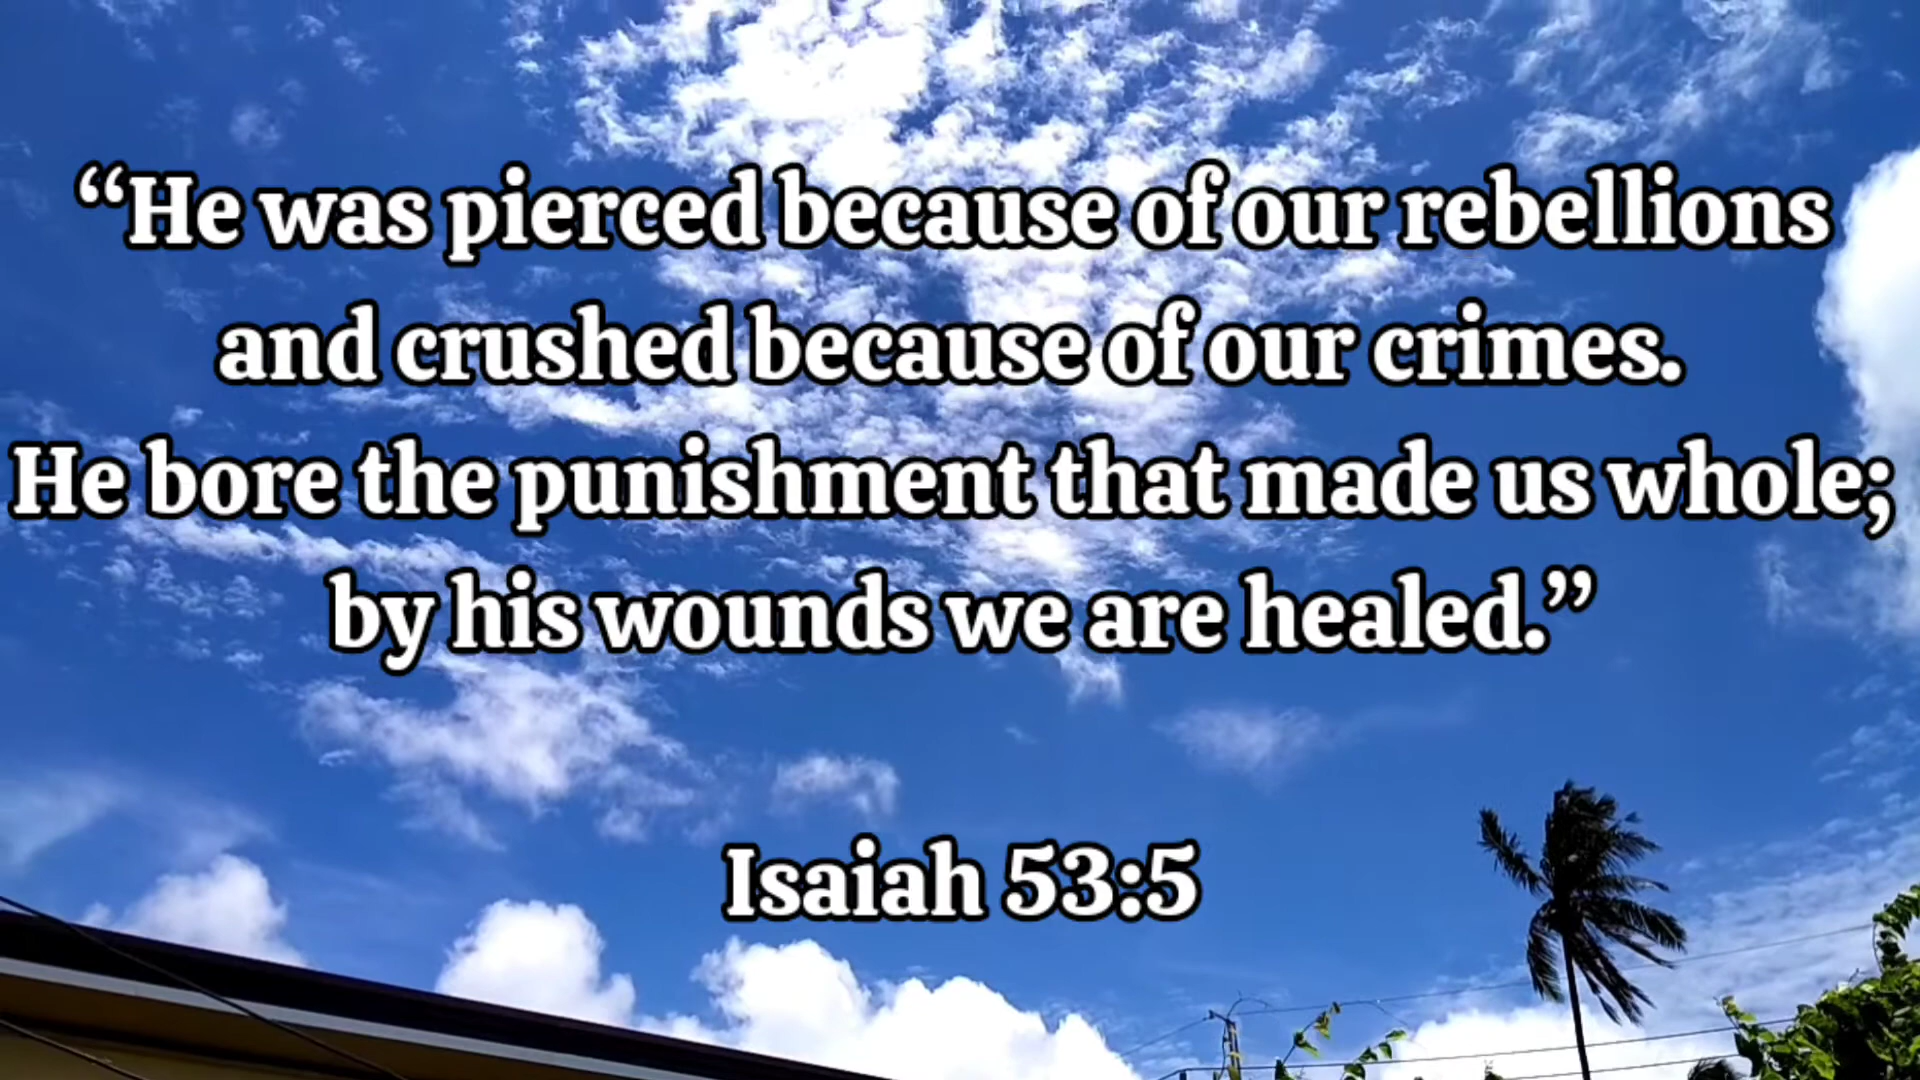 “He was pierced because of our rebellions
and crushed because of our crimes.
He bore the punishment that made us whole;
by his wounds we are healed.”
Isaiah 53:5